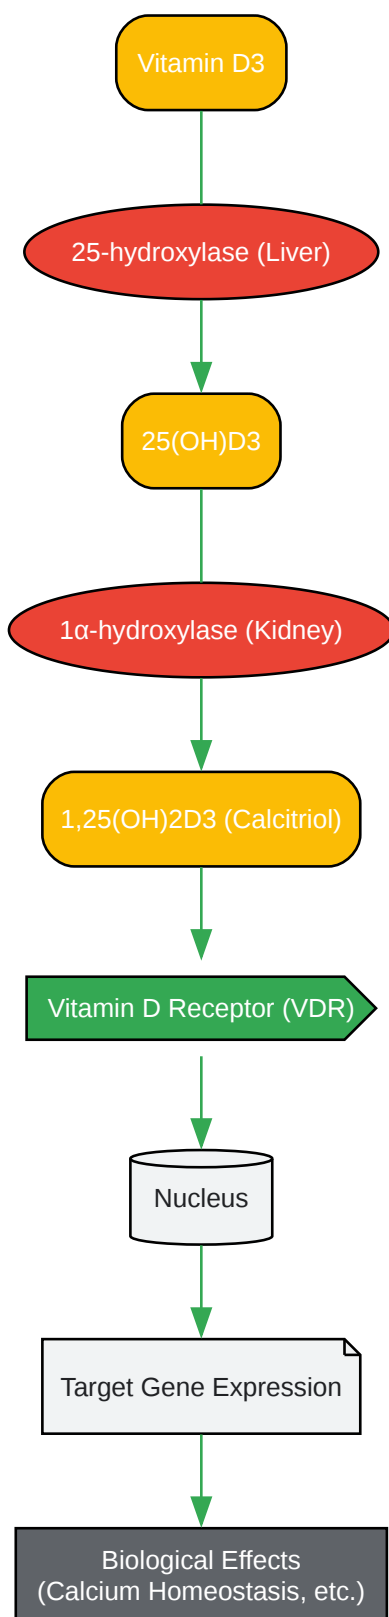 Vitamin D3
25-hydroxylase (Liver)
25(OH)D3
1α-hydroxylase (Kidney)
1,25(OH)2D3 (Calcitriol)
Vitamin D Receptor (VDR)
Nucleus
Target Gene Expression
Biological Effects
(Calcium Homeostasis, etc.)